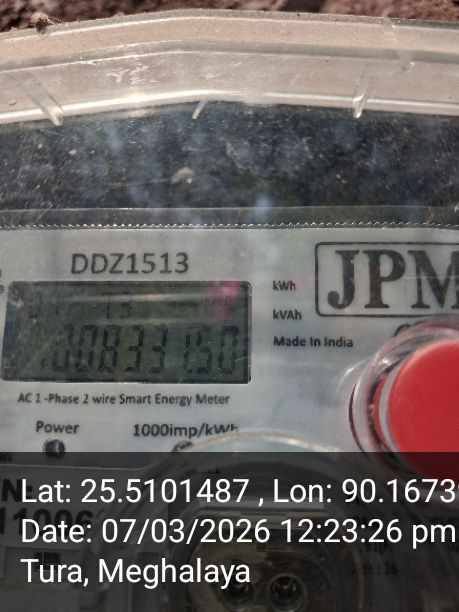 DDZ1513
kWh
kVAh
JPM
Made In India
00833150
AC 1-Phase 2 wire Smart Energy Meter
Power
1000imp/kWh
Lat: 25.5101487 , Lon: 90.1673
Date: 07/03/2026 12:23:26 pm
Tura, Meghalaya